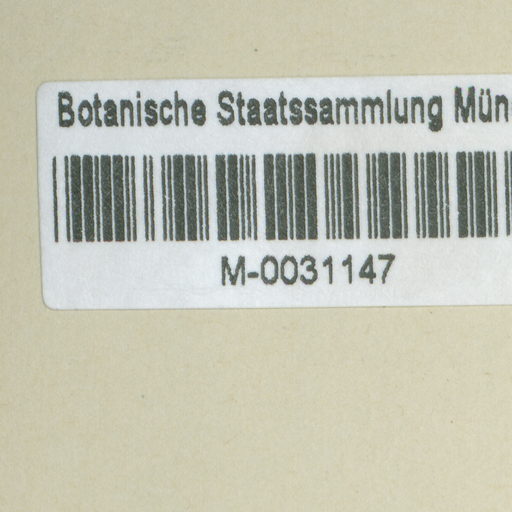 Botanische Staatssammlung Mün
M-0031147